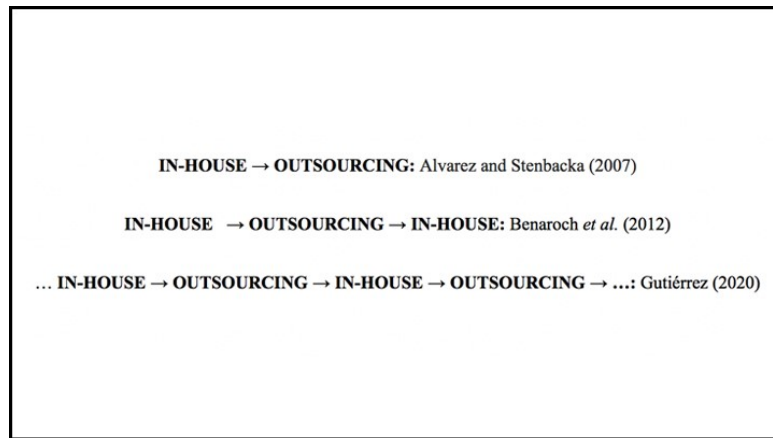 IN-HOUSE → OUTSOURCING: Alvarez and Stenbacka (2007)
IN-HOUSE → OUTSOURCING → IN-HOUSE: Benaroch et al. (2012)
… IN-HOUSE → OUTSOURCING → IN-HOUSE → OUTSOURCING → …: Gutiérrez (2020)